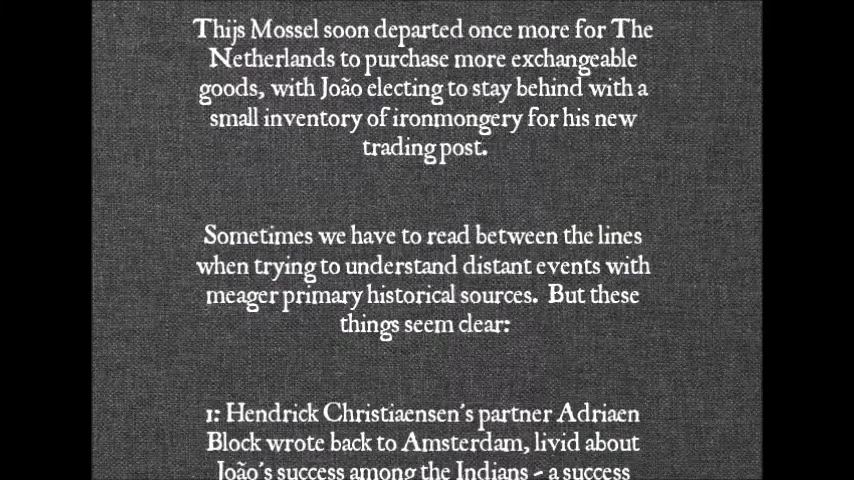 Thijs Mossel soon departed once more for The
Netherlands to purchase more exchangeable
goods, with João electing to stay behind with a
small inventory of ironmongery for his new
trading post.
Sometimes we have to read between the lines
when trying to understand distant events with
meager primary historical sources. But these
things seem clear:
1: Hendrick Christiaensen's partner Adriaen
Block wrote back to Amsterdam, livid about
João's success among the Indians - a success